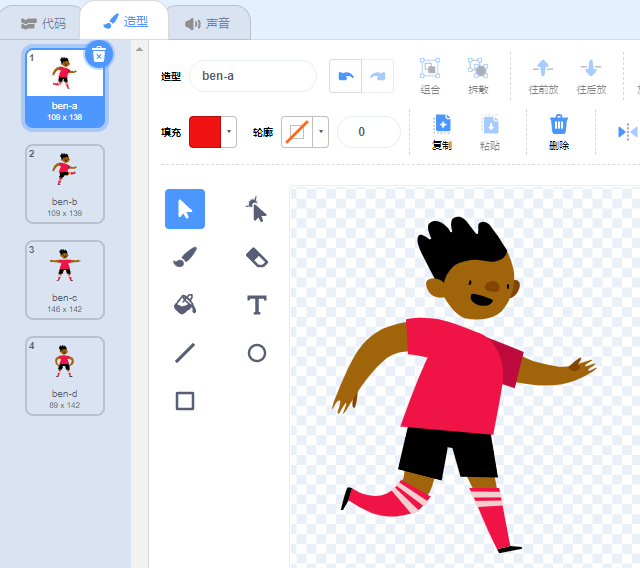 代码 造型 声音
1
ben-a
109 x 138
2
ben-b
109 x 139
3
ben-c
146 x 142
4
ben-d
89 x 142
造型 ben-a 组合 拆散 往前放 往后放
填充 轮廓 0 复制 粘贴 删除
T